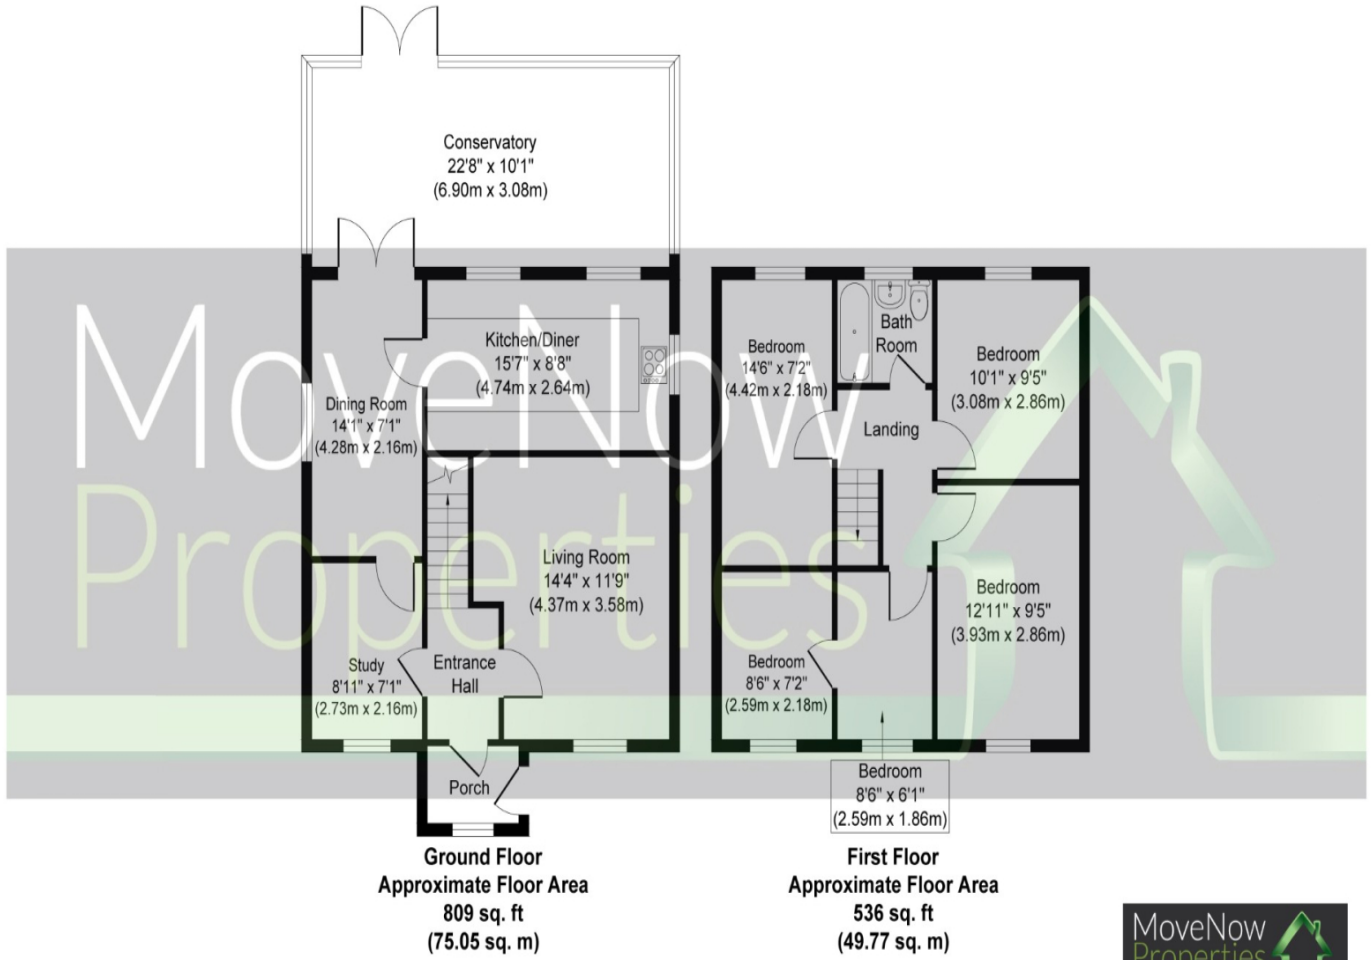 Conservatory
22'8" x 10'1"
(6.90m x 3.08m)
Kitchen/Diner
15'7" x 8'8"
(4.74m x 2.64m)
Dining Room
14'1" x 7'1"
(4.28m x 2.16m)
Living Room
14'4" x 11'9"
(4.37m x 3.58m)
Study
8'11" x 7'1"
(2.73m x 2.16m)
Entrance
Hall
Porch
Ground Floor
Approximate Floor Area
809 sq. ft
(75.05 sq. m)
Bedroom
14'6" x 7'2"
(4.42m x 2.18m)
Bath
Room
Bedroom
10'1" x 9'5"
(3.08m x 2.86m)
Landing
Bedroom
12'11" x 9'5"
(3.93m x 2.86m)
Bedroom
8'6" x 7'2"
(2.59m x 2.18m)
Bedroom
8'6" x 6'1"
(2.59m x 1.86m)
First Floor
Approximate Floor Area
536 sq. ft
(49.77 sq. m)
MoveNow
Properties
MoveNow
Properties